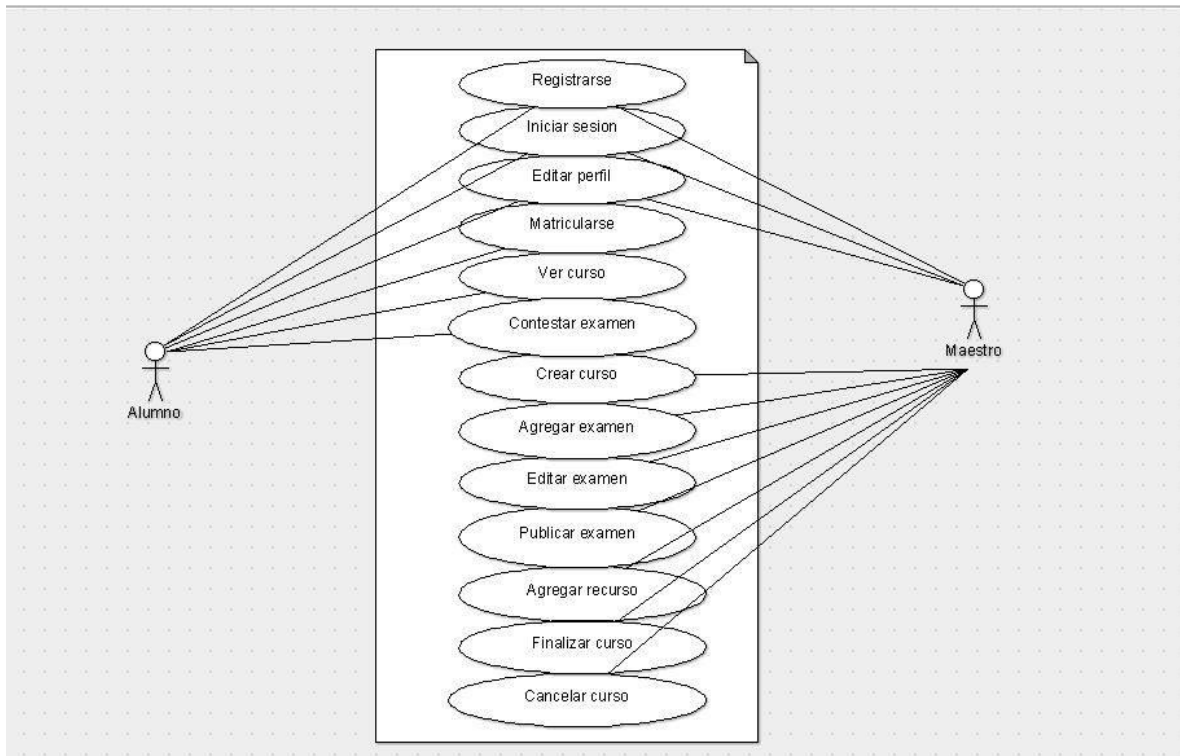 Registrarse
Iniciar sesion
Editar perfil
Matricularse
Ver curso
Contestar examen
Crear curso
Agregar examen
Editar examen
Publicar examen
Agregar recurso
Finalizar curso
Cancelar curso
Alumno
Maestro